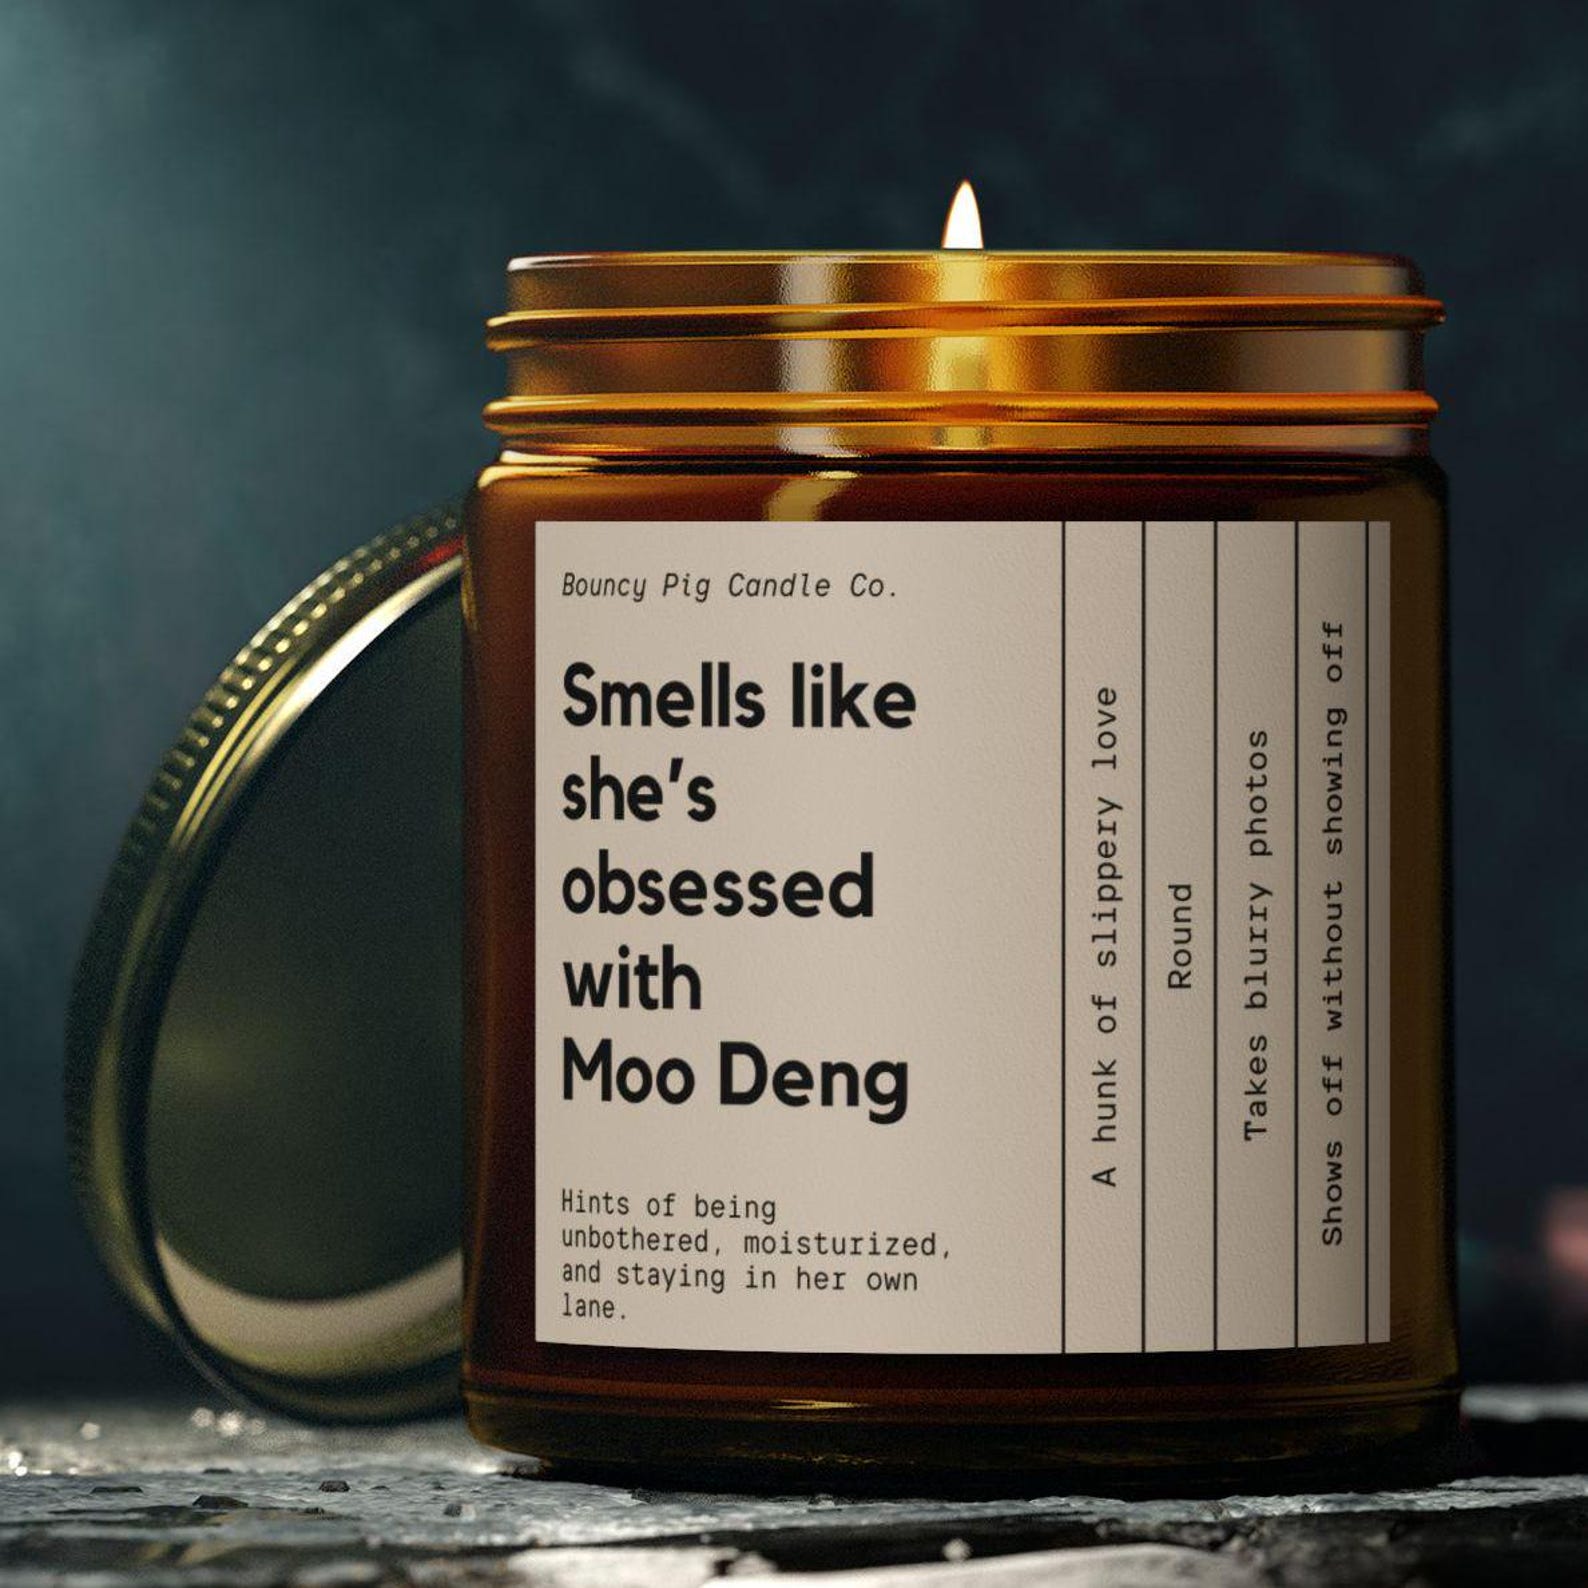 Bouncy Pig Candle Co.
Smells like
she's
obsessed
with
Moo Deng
Hints of being
unbothered, moisturized,
and staying in her own
lane.
A hunk of slippery love
Round
Takes blurry photos
Shows off without showing off